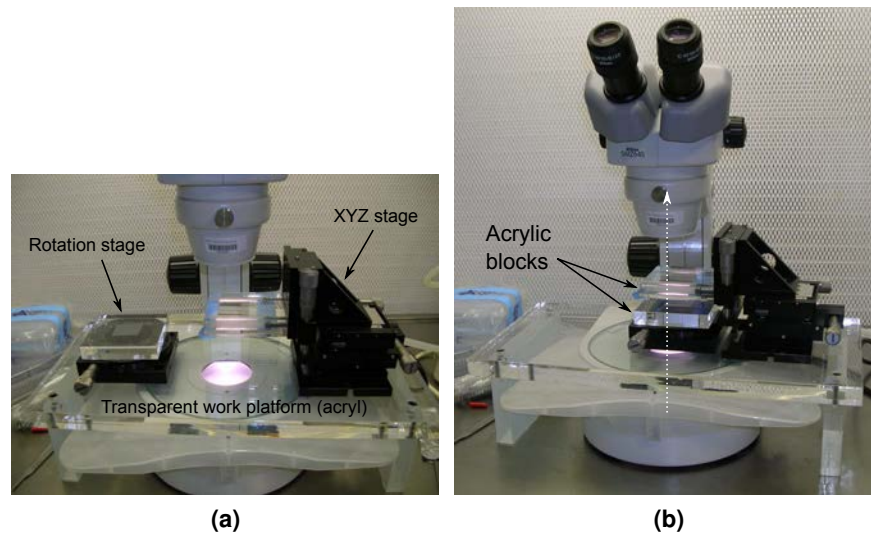 Rotation stage
XYZ stage
Transparent work platform (acryl)
(a)
Acrylic
blocks
(b)